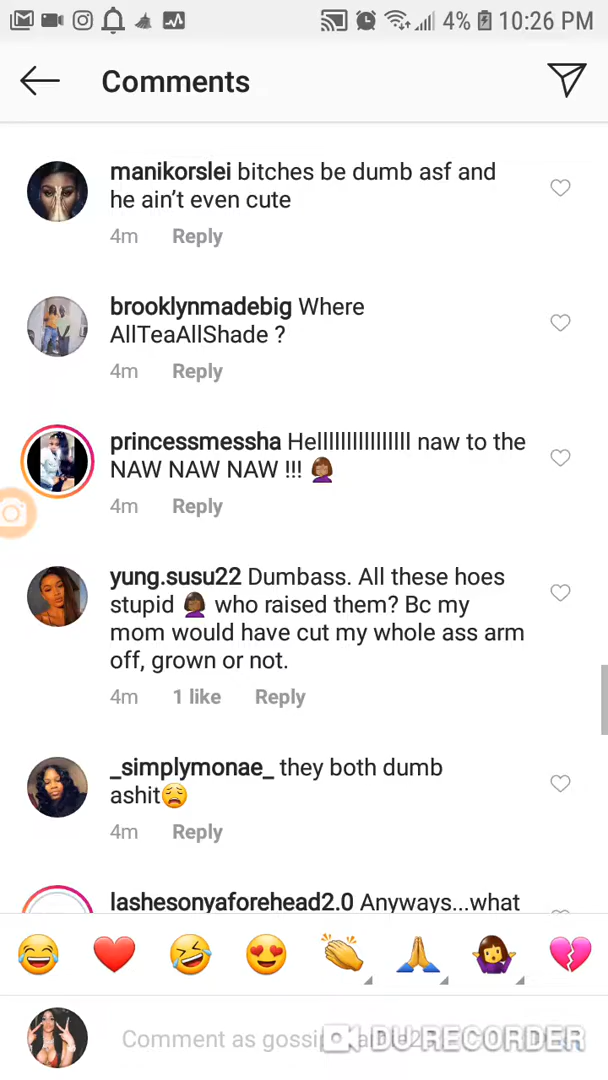 4% 10:26 PM
Comments
manikorslei bitches be dumb asf and
he ain’t even cute
4m Reply
brooklynmadebig Where
AllTeaAllShade ?
4m Reply
princessmessha Hellllllllllllllll naw to the
NAW NAW NAW !!! 🤦🏾‍♀️
4m Reply
yung.susu22 Dumbass. All these hoes
stupid 🤦🏾‍♀️ who raised them? Bc my
mom would have cut my whole ass arm
off, grown or not.
4m 1 like Reply
_simplymonae_ they both dumb
ashit😩
4m Reply
lashesonyaforehead2.0 Anyways...what
Comment as
DU RECORDER